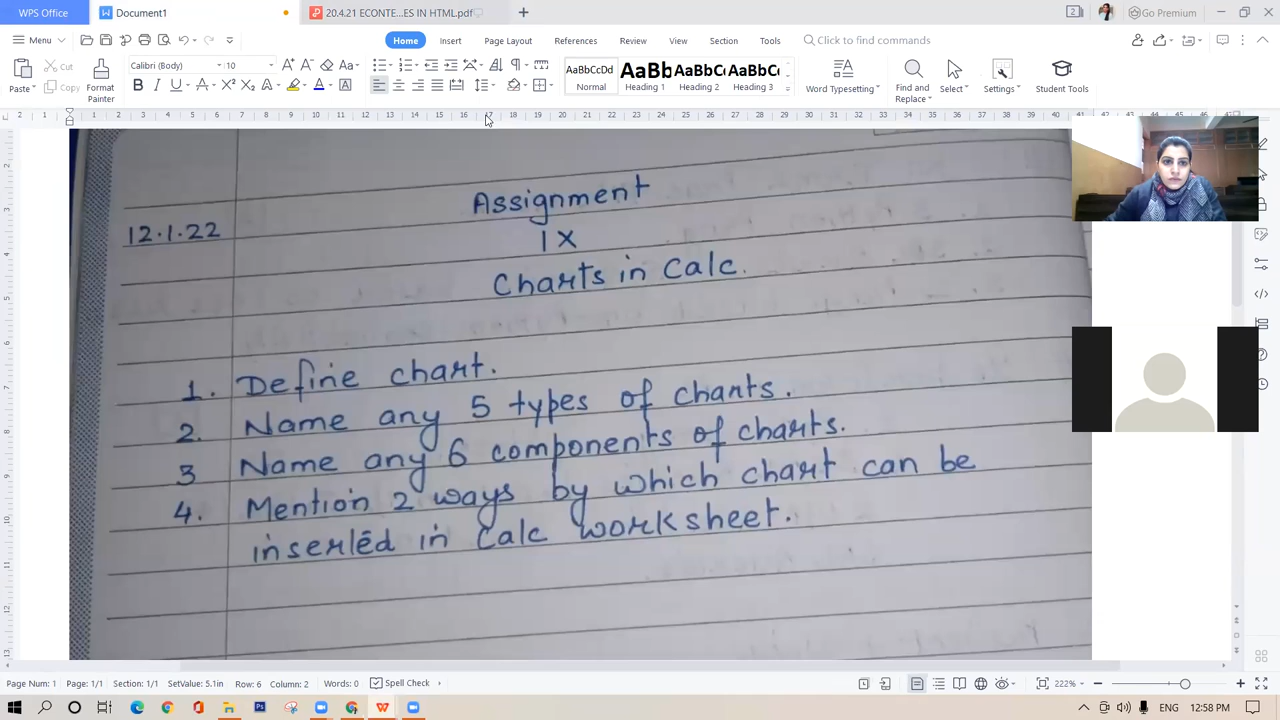 WPS Office Document1 20.4.21 ECONTE...ES IN HTML.pdf + 2 Go Premium
Menu Home Insert Page Layout References Review View Section Tools Click to find commands
Cut Calibri (Body) 10 AaBbCcDd AaBb AaBbCc AaBbCc
Paste Copy Format Painter Normal Heading 1 Heading 2 Heading 3 Word Typesetting Find and Replace Select Settings Student Tools
Assignment
12.1.22
IX
Charts in Calc.
1. Define chart.
2. Name any 5 types of charts.
3 Name any 6 components of charts.
4. Mention 2 ways by which chart can be
inserted in Calc worksheet.
Page Num: 1 Page: 1/1 Section: 1/1 SetValue: 5.1in Row: 6 Column: 2 Words: 0 Spell Check 222%
ENG 12:58 PM